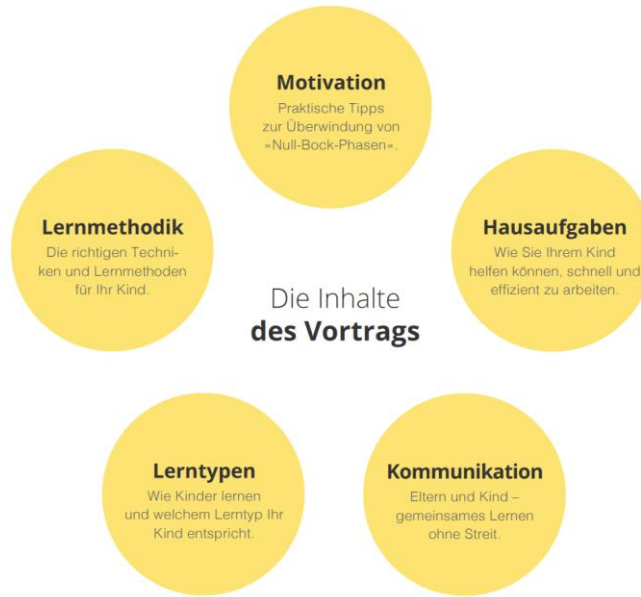 Motivation
Praktische Tipps
zur Überwindung von
»Null-Bock-Phasen«.
Lernmethodik
Die richtigen Techni-
ken und Lernmethoden
für Ihr Kind.
Hausaufgaben
Wie Sie Ihrem Kind
helfen können, schnell und
effizient zu arbeiten.
Die Inhalte
des Vortrags
Lerntypen
Wie Kinder lernen
und welchem Lerntyp Ihr
Kind entspricht.
Kommunikation
Eltern und Kind –
gemeinsames Lernen
ohne Streit.